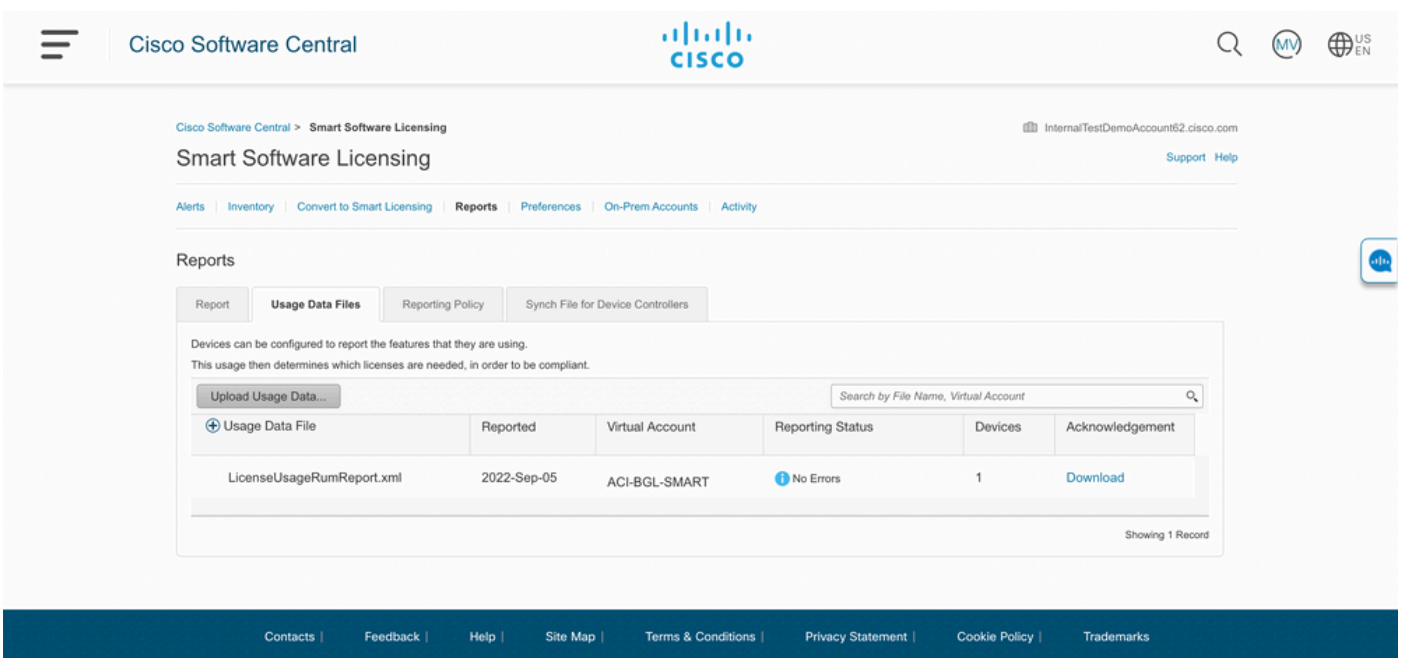 Cisco Software Central
CISCO
MV
US
EN
Cisco Software Central > Smart Software Licensing
InternalTestDemoAccount62.cisco.com
Smart Software Licensing
Support Help
Alerts | Inventory | Convert to Smart Licensing | Reports | Preferences | On-Prem Accounts | Activity
Reports
Report
Usage Data Files
Reporting Policy
Synch File for Device Controllers
Devices can be configured to report the features that they are using.
This usage then determines which licenses are needed, in order to be compliant.
Upload Usage Data...
Search by File Name, Virtual Account
Usage Data File Reported Virtual Account Reporting Status Devices Acknowledgement
LicenseUsageRumReport.xml 2022-Sep-05 ACI-BGL-SMART No Errors 1 Download
Showing 1 Record
Contacts | Feedback | Help | Site Map | Terms & Conditions | Privacy Statement | Cookie Policy | Trademarks